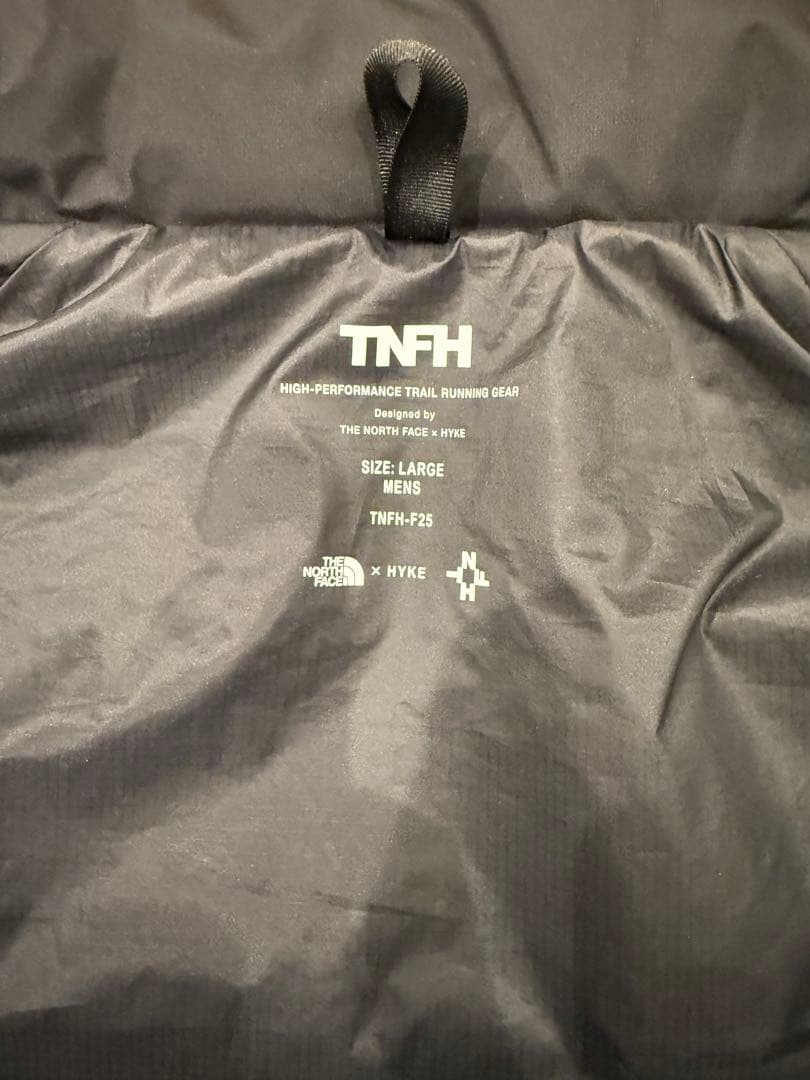 TNFH
HIGH-PERFORMANCE TRAIL RUNNING GEAR
Designed by
THE NORTH FACE × HYKE
SIZE: LARGE
MENS
TNFH-F25
THE
NORTH
FACE
× HYKE
N
F
H